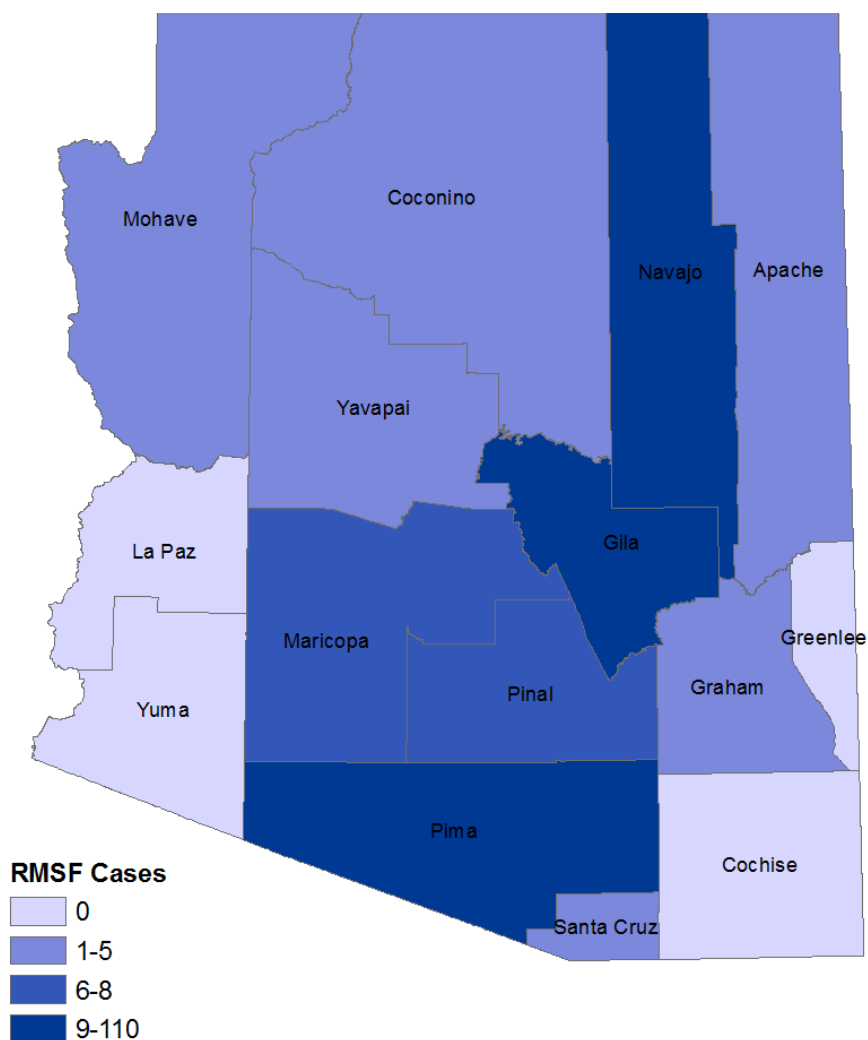 Coconino
Mohave
Navajo
Apache
Yavapai
Gila
La Paz
Greenlee
Maricopa
Graham
Pinal
Yuma
Pima
Cochise
Santa Cruz
RMSF Cases
0
1-5
6-8
9-110